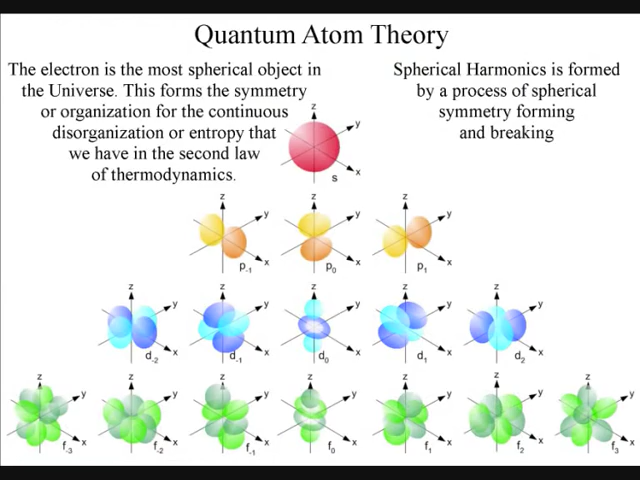 Quantum Atom Theory
The electron is the most spherical object in
the Universe. This forms the symmetry
or organization for the continuous
disorganization or entropy that
we have in the second law
of thermodynamics.
Spherical Harmonics is formed
by a process of spherical
symmetry forming
and breaking
z
y
x
s
z y x p-1
z y x p0
z y x p1
z y x d-2
z y x d-1
z y x d0
z y x d1
z y x d2
z y x f-3
z y x f-2
z y x f-1
z y x f0
z y x f1
z y x f2
z y x f3